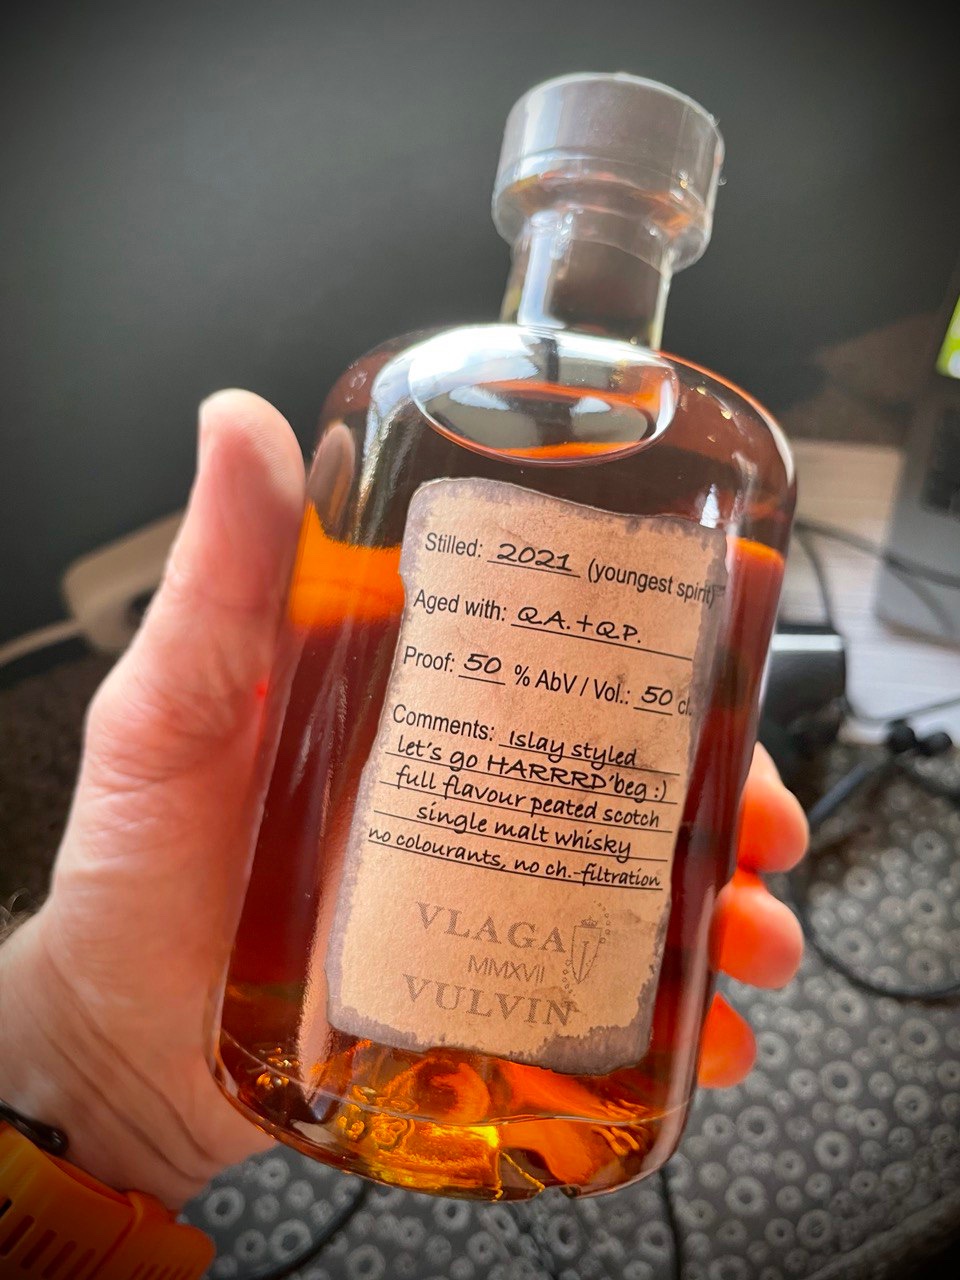 Stilled: 2021 (youngest spirit)
Aged with: Q.A.+Q.P.
Proof: 50 % AbV / Vol.: 50 cl.
Comments: Islay styled
let's go HARRRD'beg :)
full flavour peated scotch
single malt whisky
no colourants, no ch.-filtration
VLAGA
MMXVII
VULVIN